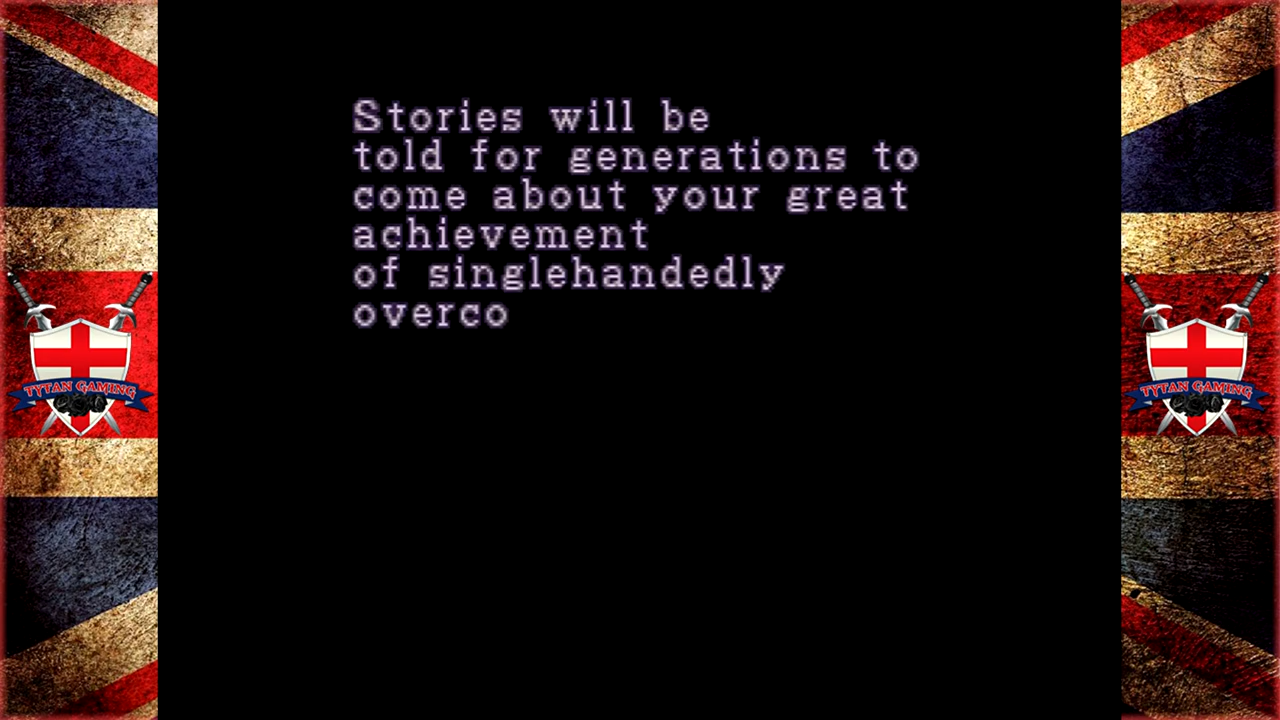 Stories will be
told for generations to
come about your great
achievement
of singlehandedly
overco
TYTAN GAMING
TYTAN GAMING